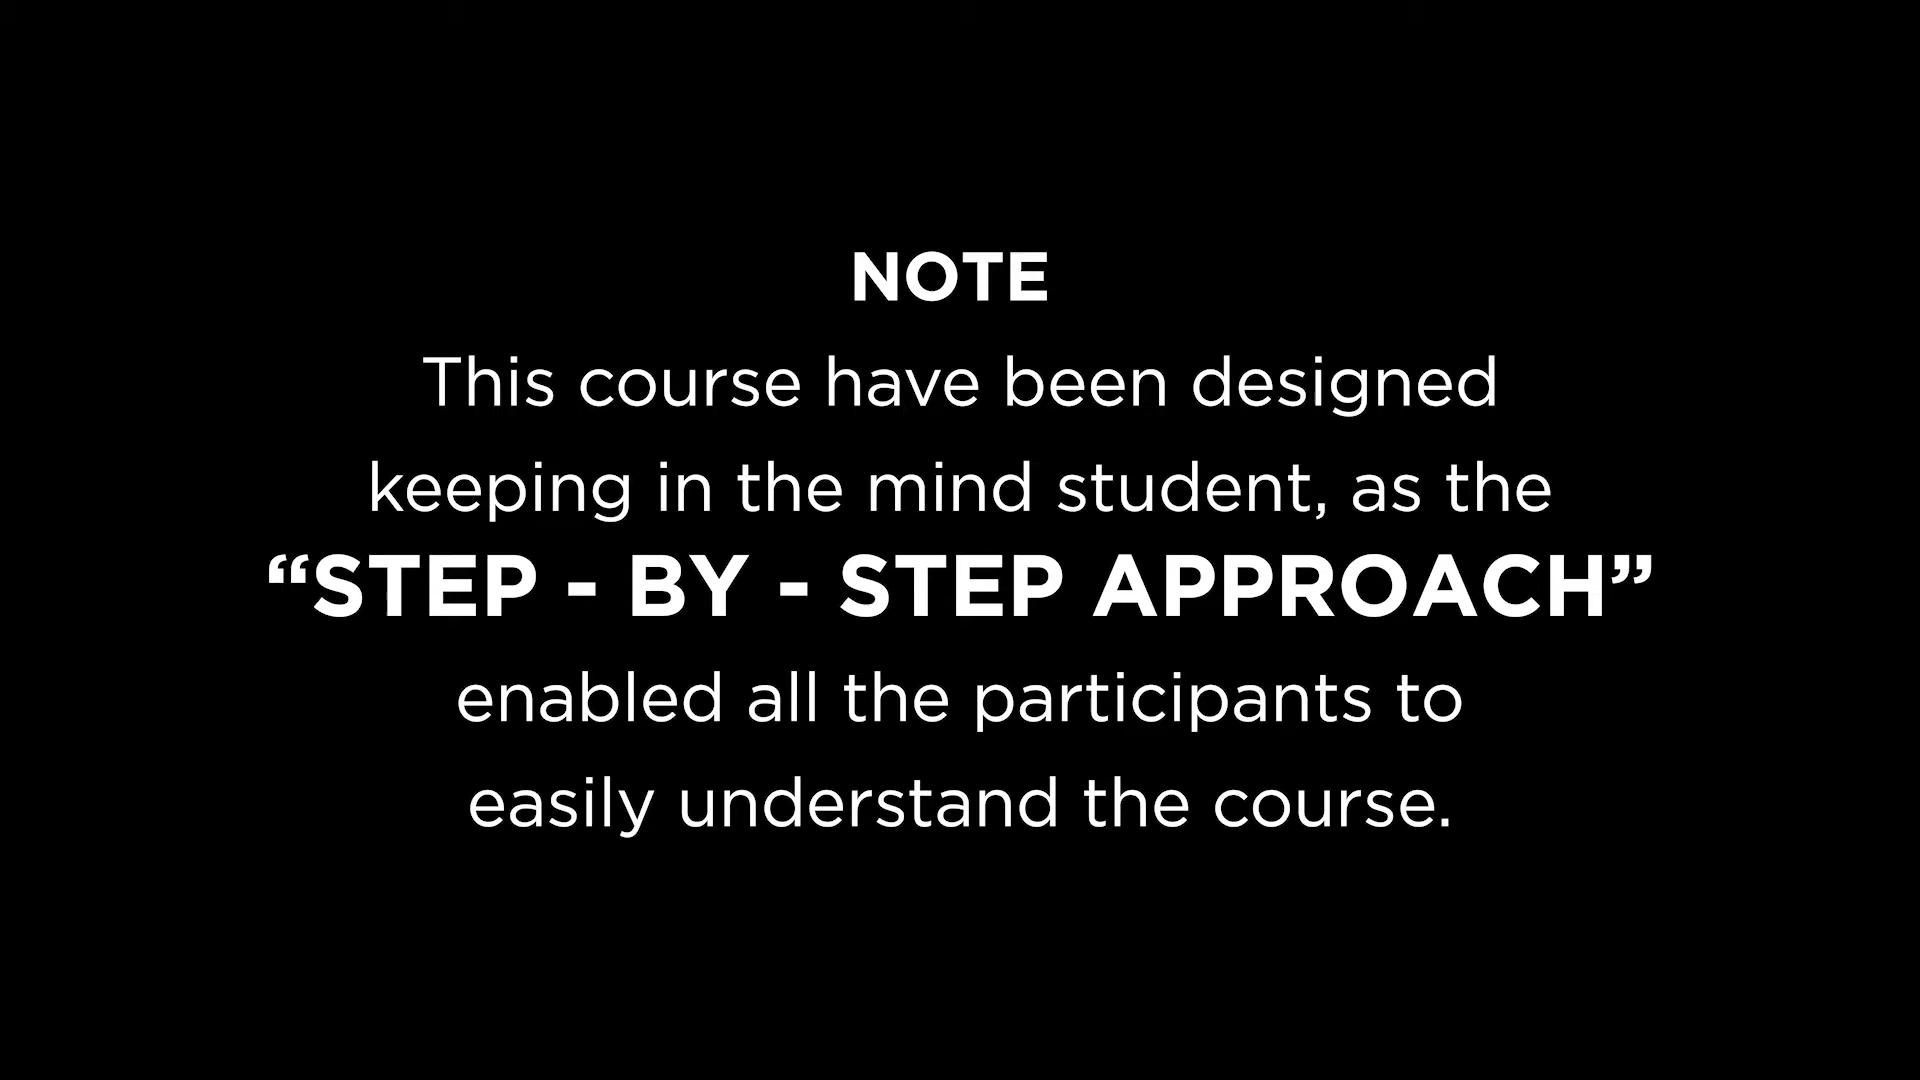 NOTE
This course have been designed
keeping in the mind student, as the
“STEP - BY - STEP APPROACH”
enabled all the participants to
easily understand the course.